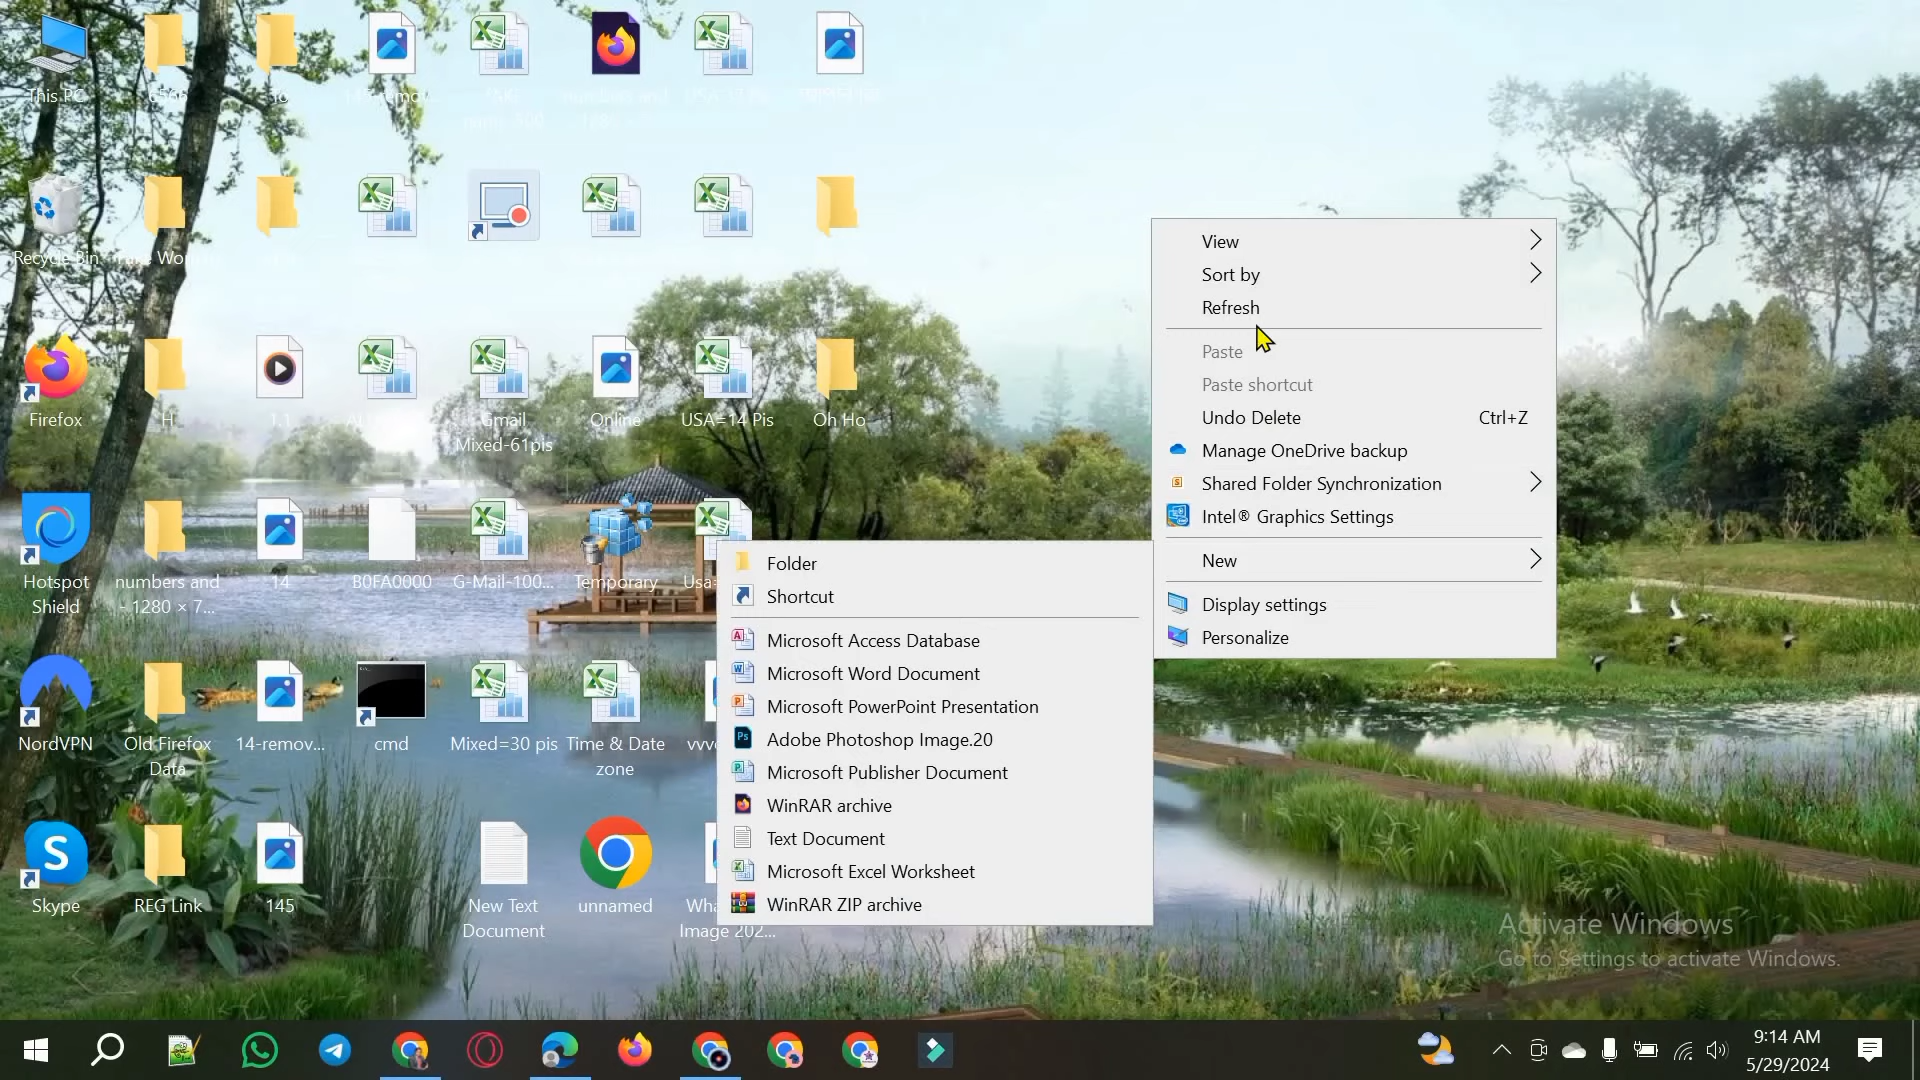 This PC
numbers and
Recycle Bin
View
Sort by
Refresh
Paste
Paste shortcut
Undo Delete Ctrl+Z
Manage OneDrive backup
Shared Folder Synchronization
Intel® Graphics Settings
New
Display settings
Personalize
Firefox
H
1.1
Gmail
Mixed-61pis
Online
USA=14 Pis
Oh Ho
Hotspot
Shield
numbers and
- 1280 × 7...
14
B0FA0000
G-Mail-100...
Temporary
Folder
Shortcut
Microsoft Access Database
Microsoft Word Document
Microsoft PowerPoint Presentation
Adobe Photoshop Image.20
Microsoft Publisher Document
WinRAR archive
Text Document
Microsoft Excel Worksheet
WinRAR ZIP archive
NordVPN
Old Firefox
Data
14-remov...
cmd
Mixed=30 pis
Time & Date
zone
Skype
REG Link
145
New Text
Document
unnamed
Image 202...
Activate Windows
Go to Settings to activate Windows.
9:14 AM
5/29/2024